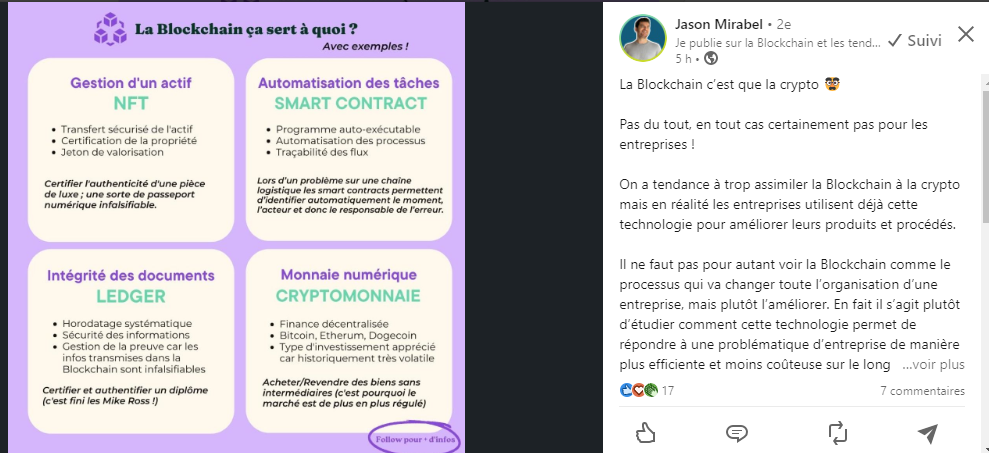 La Blockchain ça sert à quoi ?
Avec exemples !
Gestion d'un actif
NFT
• Transfert sécurisé de l'actif
• Certification de la propriété
• Jeton de valorisation
Certifier l'authenticité d'une pièce
de luxe ; une sorte de passeport
numérique infalsifiable.
Automatisation des tâches
SMART CONTRACT
• Programme auto-exécutable
• Automatisation des processus
• Traçabilité des flux
Lors d'un problème sur une chaîne
logistique les smart contracts permettent
d'identifier automatiquement le moment,
l'acteur et donc le responsable de l'erreur.
Intégrité des documents
LEDGER
• Horodatage systématique
• Sécurité des informations
• Gestion de la preuve car les
infos transmises dans la
Blockchain sont infalsifiables
Certifier et authentifier un diplôme
(c'est fini les Mike Ross !)
Monnaie numérique
CRYPTOMONNAIE
• Finance décentralisée
• Bitcoin, Etherum, Dogecoin
• Type d'investissement apprécié
car historiquement très volatile
Acheter/Revendre des biens sans
intermédiaires (c'est pourquoi le
marché est de plus en plus régulé)
Follow pour + d'infos
Jason Mirabel • 2e
Je publie sur la Blockchain et les tend...
5 h •
✓ Suivi
La Blockchain c'est que la crypto 🥸
Pas du tout, en tout cas certainement pas pour les
entreprises !
On a tendance à trop assimiler la Blockchain à la crypto
mais en réalité les entreprises utilisent déjà cette
technologie pour améliorer leurs produits et procédés.
Il ne faut pas pour autant voir la Blockchain comme le
processus qui va changer toute l'organisation d'une
entreprise, mais plutôt l'améliorer. En fait il s'agit plutôt
d'étudier comment cette technologie permet de
répondre à une problématique d'entreprise de manière
plus efficiente et moins coûteuse sur le long ...voir plus
17
7 commentaires